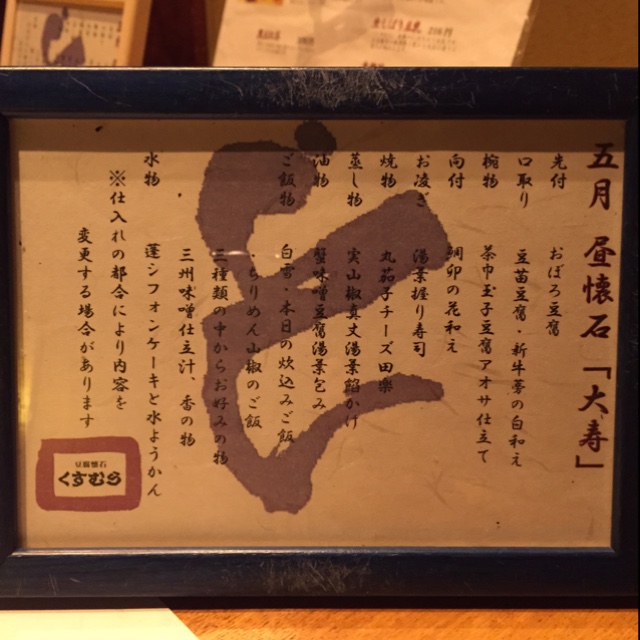 五月 昼懐石 「大寿」
先付 おぼろ豆腐
口取り 豆苗豆腐・新牛蒡の白和え
椀物 茶巾玉子豆腐アオサ仕立て
向付 鯛卯の花和え
お凌ぎ 湯葉握り寿司
焼物 丸茄子チーズ田楽
蒸し物 実山椒真丈湯葉餡かけ
油物 蟹味噌豆腐湯葉包み
ご飯物 白雪・本日の炊込みご飯
・ちりめん山椒のご飯
三種類の中からお好みの物
三州味噌仕立汁、香の物
水物 蓬シフォンケーキと水ようかん
※仕入れの都合により内容を
変更する場合があります
豆腐懐石
くすむら